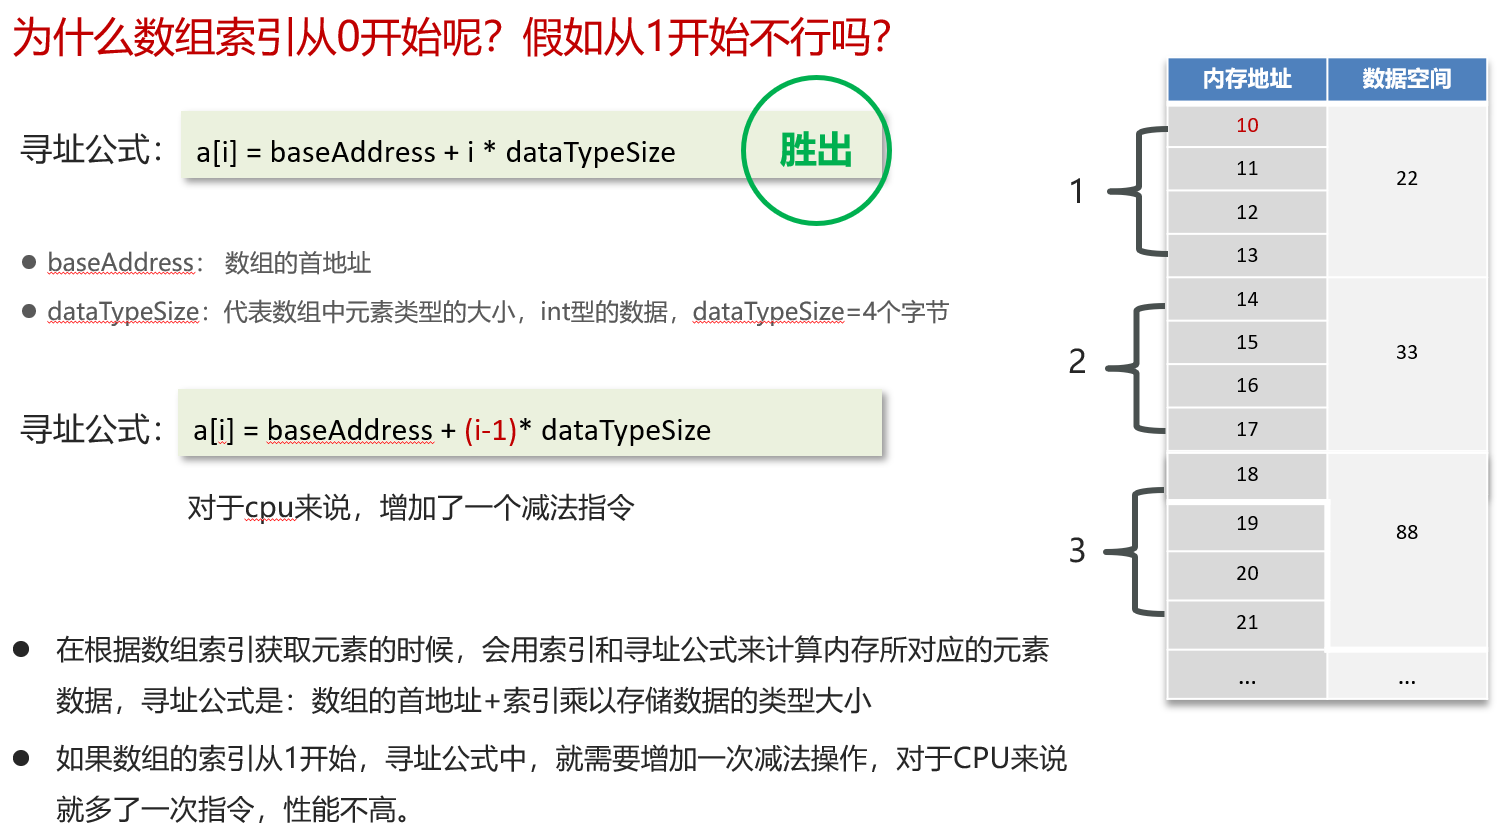 为什么数组索引从0开始呢？假如从1开始不行吗？
寻址公式：
a[i] = baseAddress + i * dataTypeSize
胜出
baseAddress： 数组的首地址
dataTypeSize：代表数组中元素类型的大小，int型的数据，dataTypeSize=4个字节
寻址公式：
a[i] = baseAddress + (i-1)* dataTypeSize
对于cpu来说，增加了一个减法指令
在根据数组索引获取元素的时候，会用索引和寻址公式来计算内存所对应的元素
数据，寻址公式是：数组的首地址+索引乘以存储数据的类型大小
如果数组的索引从1开始，寻址公式中，就需要增加一次减法操作，对于CPU来说
就多了一次指令，性能不高。
内存地址 数据空间
1
10
11
12
13
22
2
14
15
16
17
33
3
18
19
20
21
88
... ...